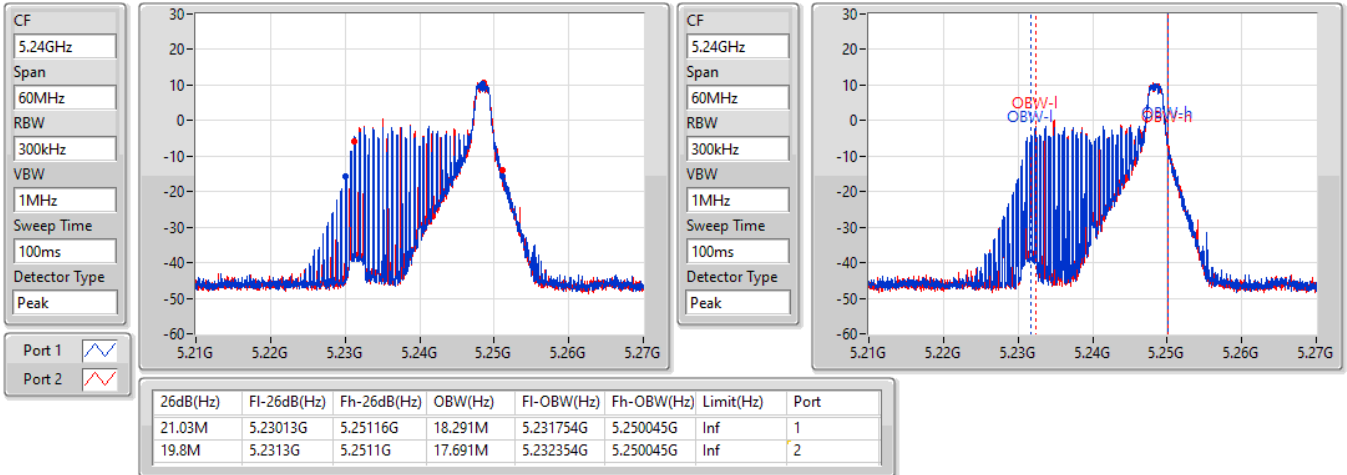 CF
5.24GHz
Span
60MHz
RBW
300kHz
VBW
1MHz
Sweep Time
100ms
Detector Type
Peak
Port 1
Port 2
30
20
10
0
-10
-20
-30
-40
-50
-60
5.21G 5.22G 5.23G 5.24G 5.25G 5.26G 5.27G
CF
5.24GHz
Span
60MHz
RBW
300kHz
VBW
1MHz
Sweep Time
100ms
Detector Type
Peak
30
20
10
0
-10
-20
-30
-40
-50
-60
OBW-l
OBW-l
OBW-h
OBW-h
5.21G 5.22G 5.23G 5.24G 5.25G 5.26G 5.27G
26dB(Hz) Fl-26dB(Hz) Fh-26dB(Hz) OBW(Hz) Fl-OBW(Hz) Fh-OBW(Hz) Limit(Hz) Port
21.03M 5.23013G 5.25116G 18.291M 5.231754G 5.250045G Inf 1
19.8M 5.2313G 5.2511G 17.691M 5.232354G 5.250045G Inf 2